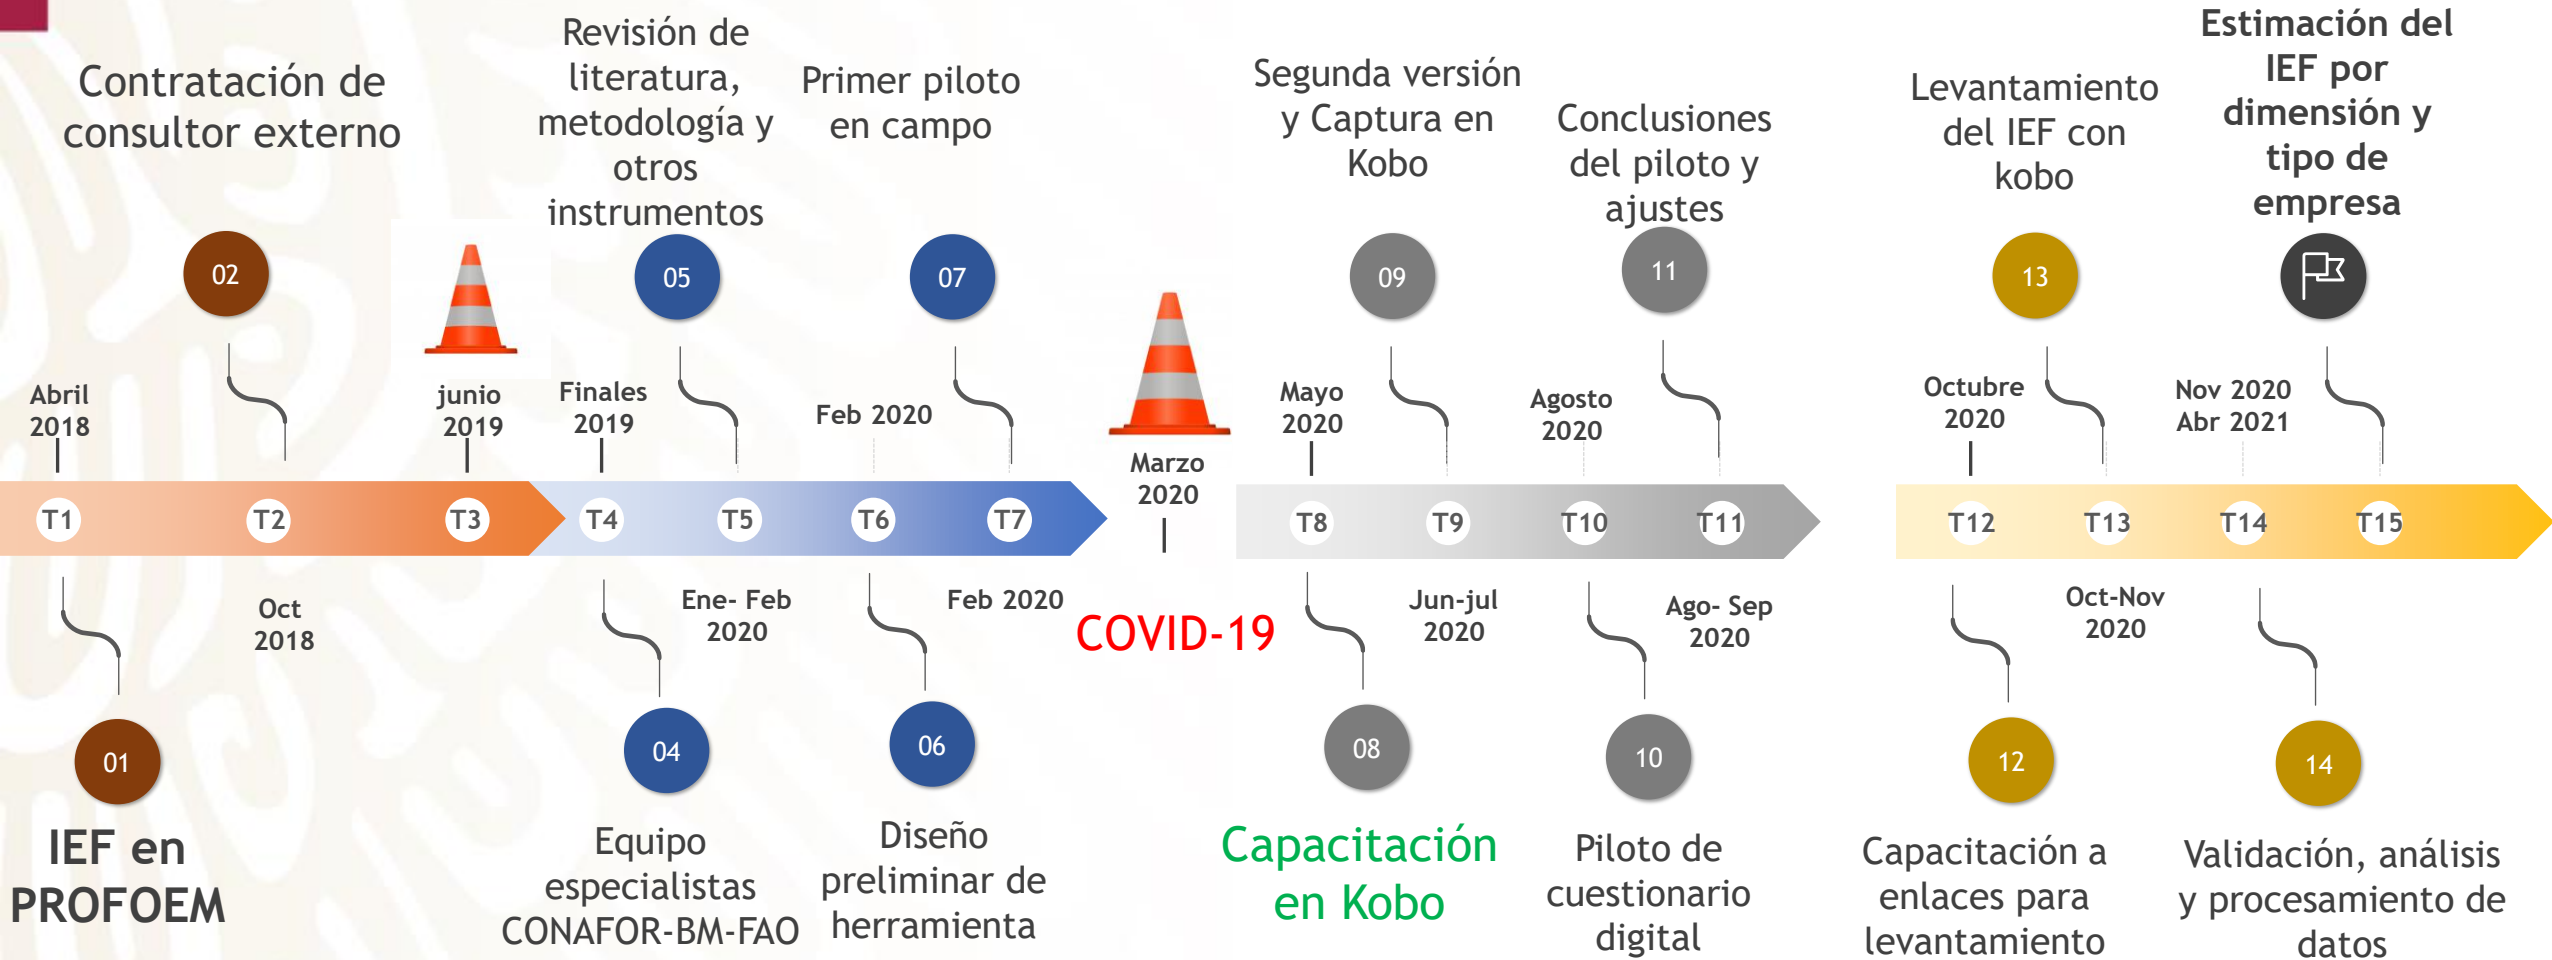 Contratación de
consultor externo
02
Revisión de
literatura,
metodología y
otros
instrumentos
05
Primer piloto
en campo
07
Segunda versión
y Captura en
Kobo
09
Conclusiones
del piloto y
ajustes
11
Levantamiento
del IEF con
kobo
13
Estimación del
IEF por
dimensión y
tipo de
empresa
Abril
2018
junio
2019
Finales
2019
Feb 2020
Marzo
2020
Mayo
2020
Agosto
2020
Octubre
2020
Nov 2020
Abr 2021
T1
T2
T3
T4
T5
T6
T7
T8
T9
T10
T11
T12
T13
T14
T15
Oct
2018
Ene- Feb
2020
Feb 2020
COVID-19
Jun-jul
2020
Ago- Sep
2020
Oct-Nov
2020
01
IEF en
PROFOEM
04
Equipo
especialistas
CONAFOR-BM-FAO
06
Diseño
preliminar de
herramienta
08
Capacitación
en Kobo
10
Piloto de
cuestionario
digital
12
Capacitación a
enlaces para
levantamiento
14
Validación, análisis
y procesamiento de
datos